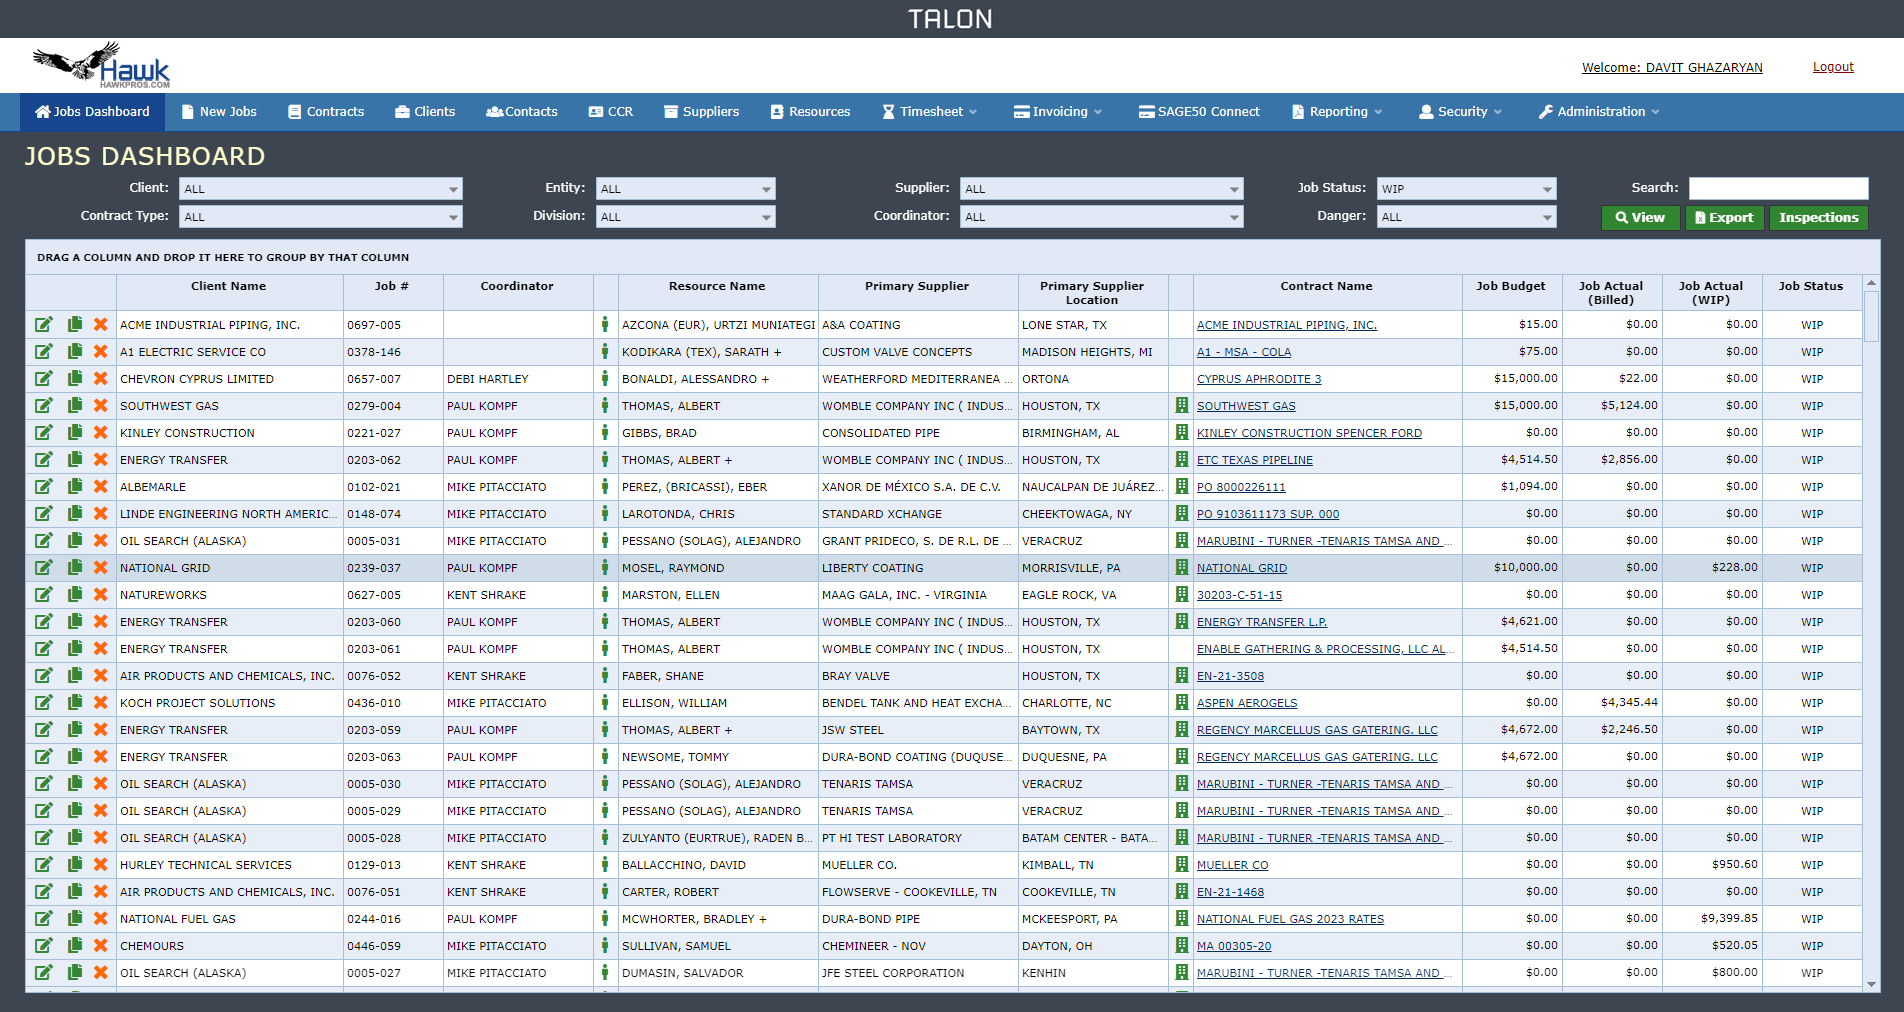 TALON
Hawk
HAWKPROS.COM
Welcome: DAVIT GHAZARYAN Logout
Jobs Dashboard New Jobs Contracts Clients Contacts CCR Suppliers Resources Timesheet Invoicing SAGE50 Connect Reporting Security Administration
JOBS DASHBOARD
Client: ALL Entity: ALL Supplier: ALL Job Status: WIP Search:
Contract Type: ALL Division: ALL Coordinator: ALL Danger: ALL View Export Inspections
DRAG A COLUMN AND DROP IT HERE TO GROUP BY THAT COLUMN
Client Name Job # Coordinator Resource Name Primary Supplier Primary Supplier Location Contract Name Job Budget Job Actual (Billed) Job Actual (WIP) Job Status
ACME INDUSTRIAL PIPING, INC. 0697-005 AZCONA (EUR), URTZI MUNIATEGI A&A COATING LONE STAR, TX ACME INDUSTRIAL PIPING, INC. $15.00 $0.00 $0.00 WIP
A1 ELECTRIC SERVICE CO 0378-146 KODIKARA (TEX), SARATH + CUSTOM VALVE CONCEPTS MADISON HEIGHTS, MI A1 - MSA - COLA $75.00 $0.00 $0.00 WIP
CHEVRON CYPRUS LIMITED 0657-007 DEBI HARTLEY BONALDI, ALESSANDRO + WEATHERFORD MEDITERRANEA ... ORTONA CYPRUS APHRODITE 3 $15,000.00 $22.00 $0.00 WIP
SOUTHWEST GAS 0279-004 PAUL KOMPF THOMAS, ALBERT WOMBLE COMPANY INC ( INDUS... HOUSTON, TX SOUTHWEST GAS $15,000.00 $5,124.00 $0.00 WIP
KINLEY CONSTRUCTION 0221-027 PAUL KOMPF GIBBS, BRAD CONSOLIDATED PIPE BIRMINGHAM, AL KINLEY CONSTRUCTION SPENCER FORD $0.00 $0.00 $0.00 WIP
ENERGY TRANSFER 0203-062 PAUL KOMPF THOMAS, ALBERT + WOMBLE COMPANY INC ( INDUS... HOUSTON, TX ETC TEXAS PIPELINE $4,514.50 $2,856.00 $0.00 WIP
ALBEMARLE 0102-021 MIKE PITACCIATO PEREZ, (BRICASSI), EBER XANOR DE MÉXICO S.A. DE C.V. NAUCALPAN DE JUÁREZ... PO 8000226111 $1,094.00 $0.00 $0.00 WIP
LINDE ENGINEERING NORTH AMERIC... 0148-074 MIKE PITACCIATO LAROTONDA, CHRIS STANDARD XCHANGE CHEEKTOWAGA, NY PO 9103611173 SUP. 000 $0.00 $0.00 $0.00 WIP
OIL SEARCH (ALASKA) 0005-031 MIKE PITACCIATO PESSANO (SOLAG), ALEJANDRO GRANT PRIDECO, S. DE R.L. DE ... VERACRUZ MARUBINI - TURNER -TENARIS TAMSA AND ... $0.00 $0.00 $0.00 WIP
NATIONAL GRID 0239-037 PAUL KOMPF MOSEL, RAYMOND LIBERTY COATING MORRISVILLE, PA NATIONAL GRID $10,000.00 $0.00 $228.00 WIP
NATUREWORKS 0627-005 KENT SHRAKE MARSTON, ELLEN MAAG GALA, INC. - VIRGINIA EAGLE ROCK, VA 30203-C-51-15 $0.00 $0.00 $0.00 WIP
ENERGY TRANSFER 0203-060 PAUL KOMPF THOMAS, ALBERT WOMBLE COMPANY INC ( INDUS... HOUSTON, TX ENERGY TRANSFER L.P. $4,621.00 $0.00 $0.00 WIP
ENERGY TRANSFER 0203-061 PAUL KOMPF THOMAS, ALBERT WOMBLE COMPANY INC ( INDUS... HOUSTON, TX ENABLE GATHERING & PROCESSING, LLC AL... $4,514.50 $0.00 $0.00 WIP
AIR PRODUCTS AND CHEMICALS, INC. 0076-052 KENT SHRAKE FABER, SHANE BRAY VALVE HOUSTON, TX EN-21-3508 $0.00 $0.00 $0.00 WIP
KOCH PROJECT SOLUTIONS 0436-010 MIKE PITACCIATO ELLISON, WILLIAM BENDEL TANK AND HEAT EXCHA... CHARLOTTE, NC ASPEN AEROGELS $0.00 $4,345.44 $0.00 WIP
ENERGY TRANSFER 0203-059 PAUL KOMPF THOMAS, ALBERT + JSW STEEL BAYTOWN, TX REGENCY MARCELLUS GAS GATERING. LLC $4,672.00 $2,246.50 $0.00 WIP
ENERGY TRANSFER 0203-063 PAUL KOMPF NEWSOME, TOMMY DURA-BOND COATING (DUQUSE... DUQUESNE, PA REGENCY MARCELLUS GAS GATERING. LLC $4,672.00 $0.00 $0.00 WIP
OIL SEARCH (ALASKA) 0005-030 MIKE PITACCIATO PESSANO (SOLAG), ALEJANDRO TENARIS TAMSA VERACRUZ MARUBINI - TURNER -TENARIS TAMSA AND ... $0.00 $0.00 $0.00 WIP
OIL SEARCH (ALASKA) 0005-029 MIKE PITACCIATO PESSANO (SOLAG), ALEJANDRO TENARIS TAMSA VERACRUZ MARUBINI - TURNER -TENARIS TAMSA AND ... $0.00 $0.00 $0.00 WIP
OIL SEARCH (ALASKA) 0005-028 MIKE PITACCIATO ZULYANTO (EURTRUE), RADEN B... PT HI TEST LABORATORY BATAM CENTER - BATA... MARUBINI - TURNER -TENARIS TAMSA AND ... $0.00 $0.00 $0.00 WIP
HURLEY TECHNICAL SERVICES 0129-013 KENT SHRAKE BALLACCHINO, DAVID MUELLER CO. KIMBALL, TN MUELLER CO $0.00 $0.00 $950.60 WIP
AIR PRODUCTS AND CHEMICALS, INC. 0076-051 KENT SHRAKE CARTER, ROBERT FLOWSERVE - COOKEVILLE, TN COOKEVILLE, TN EN-21-1468 $0.00 $0.00 $0.00 WIP
NATIONAL FUEL GAS 0244-016 PAUL KOMPF MCWHORTER, BRADLEY + DURA-BOND PIPE MCKEESPORT, PA NATIONAL FUEL GAS 2023 RATES $0.00 $0.00 $9,399.85 WIP
CHEMOURS 0446-059 MIKE PITACCIATO SULLIVAN, SAMUEL CHEMINEER - NOV DAYTON, OH MA 00305-20 $0.00 $0.00 $520.05 WIP
OIL SEARCH (ALASKA) 0005-027 MIKE PITACCIATO DUMASIN, SALVADOR JFE STEEL CORPORATION KENHIN MARUBINI - TURNER -TENARIS TAMSA AND ... $0.00 $0.00 $800.00 WIP